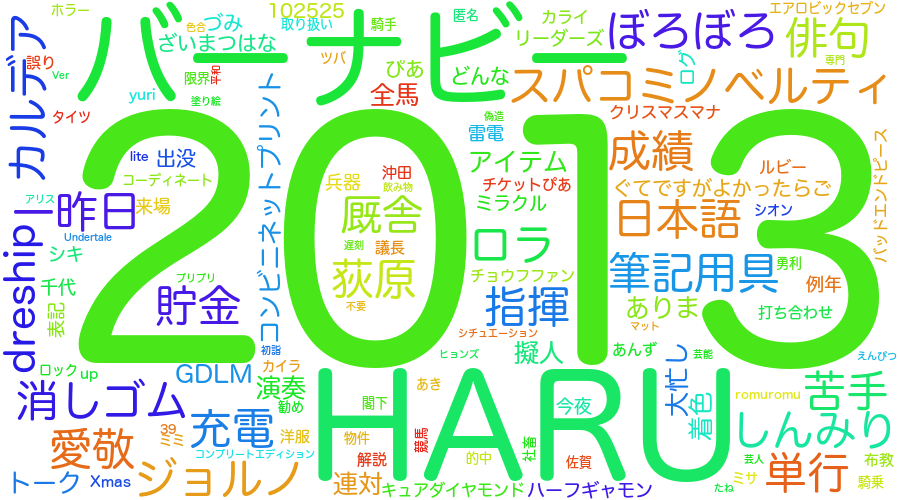 ホラー
102525
バーナビー
づみ
色合
取り扱い
騎手
匿名
カライ
リーダーズ
エアロビックセブン
ぼろぼろ
俳句
専門
ざいまつはな
誤り
Ver
限界
平和
ツバ
ぴあ
どんな
ログ
yuri
塗り絵
全馬
スパコミノベルティ
カルデア
タイツ
偽造
雷電
クリスマスマナ
lite
出没
コーディネート
コンビニネットプリント
兵器
沖田
飲み物
アイテム
成績
ルビー
チケットぴあ
ミラクル
ぐてですがよかったらご
アリス
昨日
来場
2013
厩舎
日本語
シオン
バッドエンドピース
dreship
Undertale
シキ
遅刻
議長
ロラ
千代
プリプリ
貯金
荻原
チョウフファン
筆記用具
勇利
例年
不要
指揮
ありま
表記
打ち合わせ
シチュエーション
マット
初詣
擬人
あんず
ヒョンズ
芸能
えんぴつ
ロック
up
GDLM
カイラ
大忙し
消しゴム
演奏
勧め
HARU
あき
閣下
今夜
着色
romuromu
苦手
39
ミミ
充電
洋服
しんみり
愛敬
コンプリートエディション
物件
競馬
社畜
解説
的中
佐賀
芸人
布教
トーク
Xmas
ジョルノ
連対
キュアダイヤモンド
ハーフギャモン
たね
ミサ
単行
騎乗